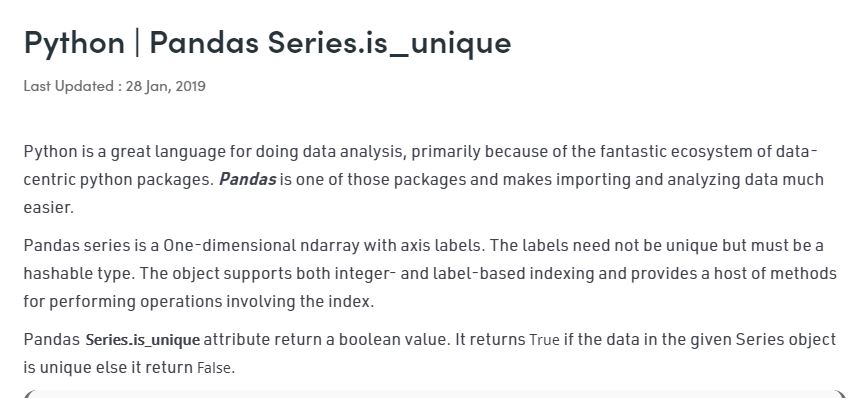 Python | Pandas Series.is_unique
Last Updated : 28 Jan, 2019
Python is a great language for doing data analysis, primarily because of the fantastic ecosystem of data-
centric python packages. Pandas is one of those packages and makes importing and analyzing data much
easier.
Pandas series is a One-dimensional ndarray with axis labels. The labels need not be unique but must be a
hashable type. The object supports both integer- and label-based indexing and provides a host of methods
for performing operations involving the index.
Pandas Series.is_unique attribute return a boolean value. It returns True if the data in the given Series object
is unique else it return False.